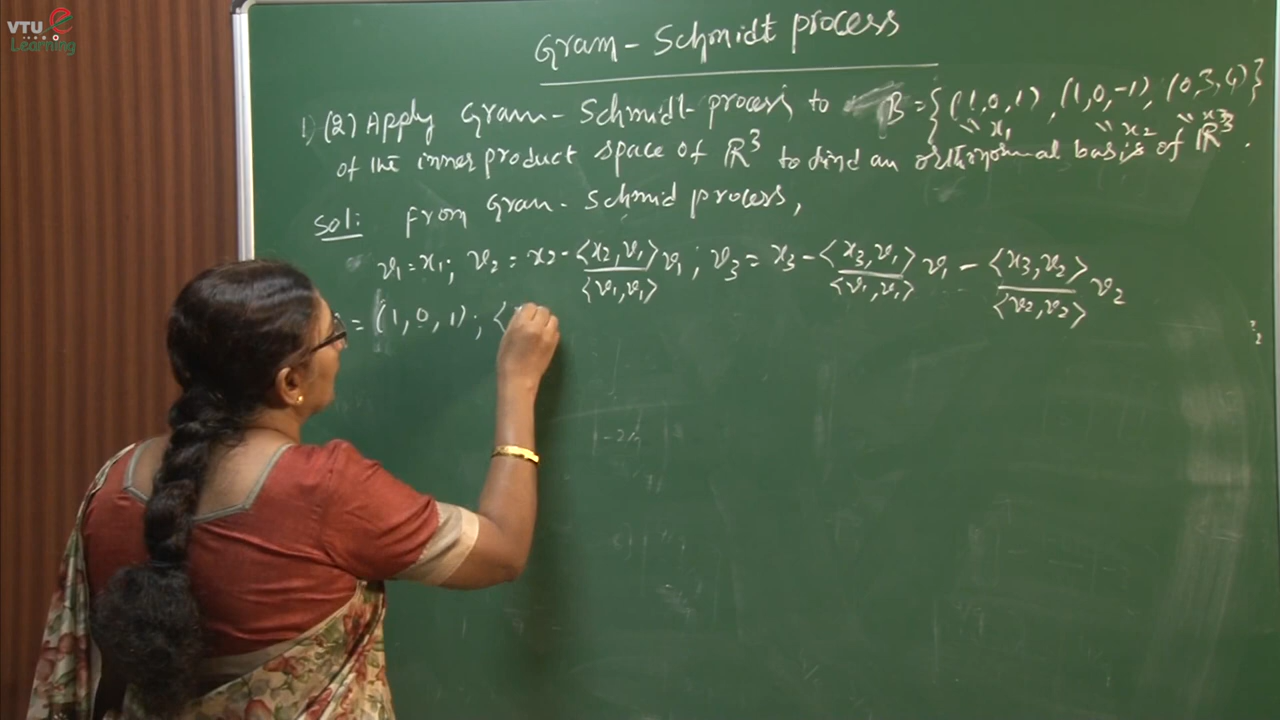 VTU e
Learning
Gram - Schmidt process
1) (2) Apply Gram - Schmidt process to B = {(1,0,1), (1,0,-1), (0,3,4)}
" x1 " x2 " x3
of the inner product space of R³ to find an orthonormal basis of R³.
Sol: From Gram - Schmid process,
v1 = x1; v2 = x2 - <x2,v1>/<v1,v1> v1; v3 = x3 - <x3,v1>/<v1,v1> v1 - <x3,v2>/<v2,v2> v2
= (1,0,1); <